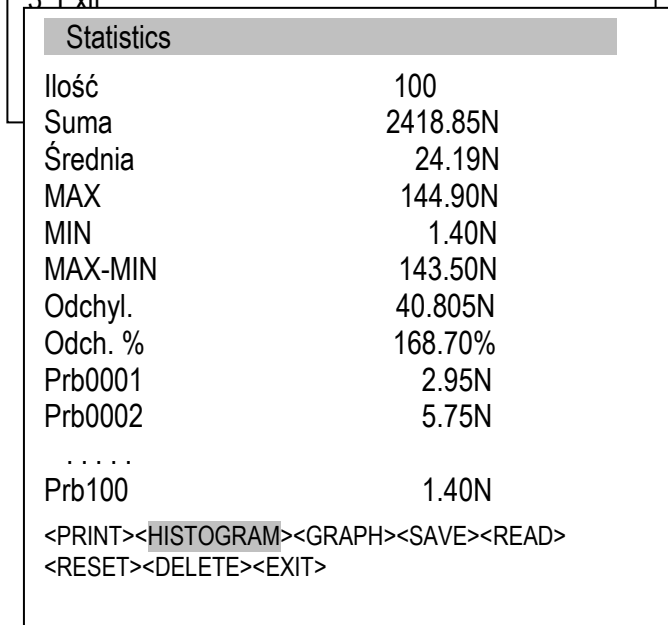 Statistics
Ilość 100
Suma 2418.85N
Średnia 24.19N
MAX 144.90N
MIN 1.40N
MAX-MIN 143.50N
Odchyl. 40.805N
Odch. % 168.70%
Prb0001 2.95N
Prb0002 5.75N
. . . . .
Prb100 1.40N
<PRINT><HISTOGRAM><GRAPH><SAVE><READ>
<RESET><DELETE><EXIT>